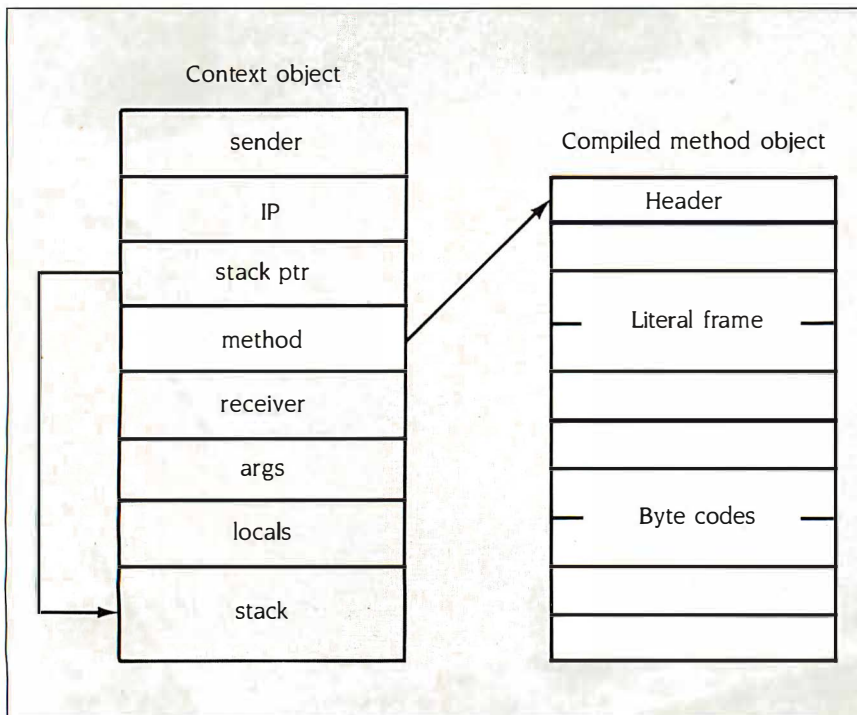 Context object
sender
IP
stack ptr
method
receiver
args
locals
stack
Compiled method object
Header
Literal frame
Byte codes